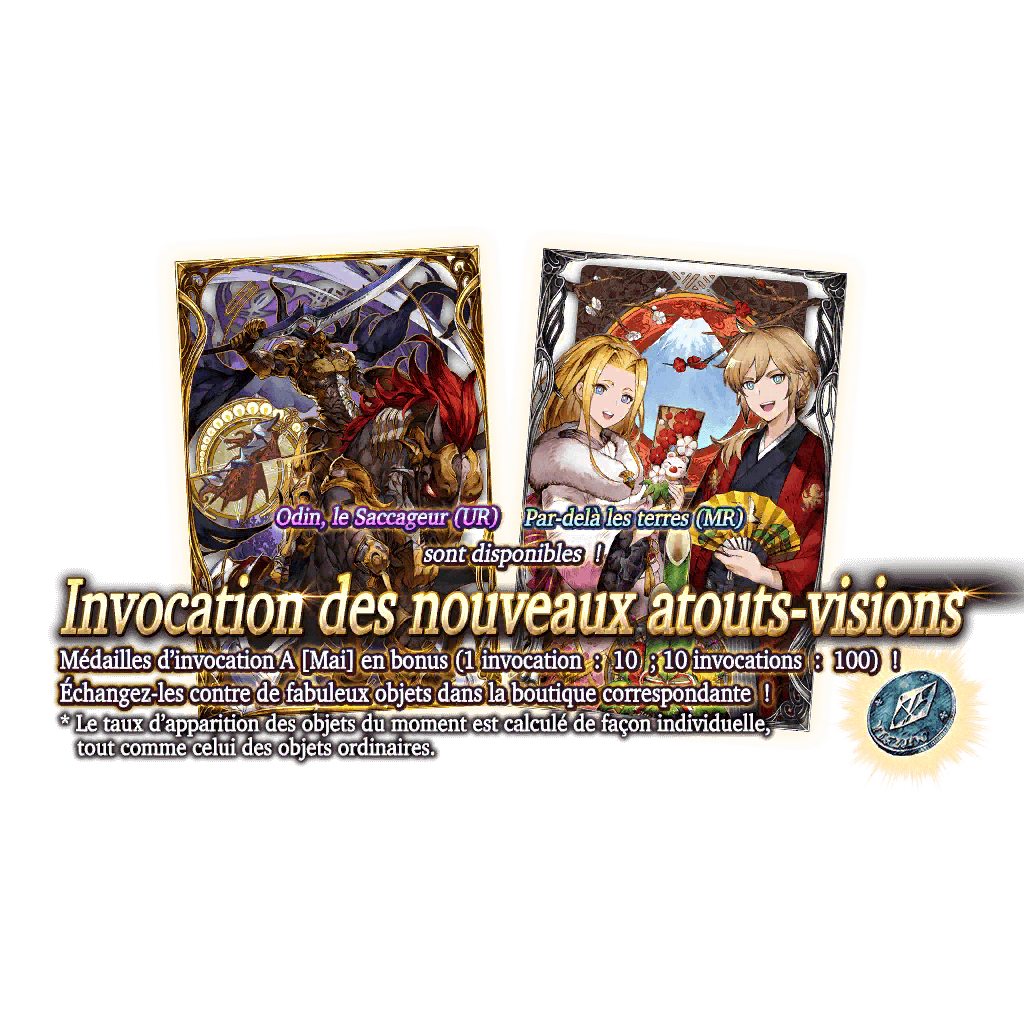 Odin, le Saccageur (UR) Par-delà les terres (MR)
sont disponibles !
Invocation des nouveaux atouts-visions
Médailles d'invocation A [Mai] en bonus (1 invocation : 10 ; 10 invocations : 100) !
Échangez-les contre de fabuleux objets dans la boutique correspondante !
* Le taux d'apparition des objets du moment est calculé de façon individuelle,
tout comme celui des objets ordinaires.